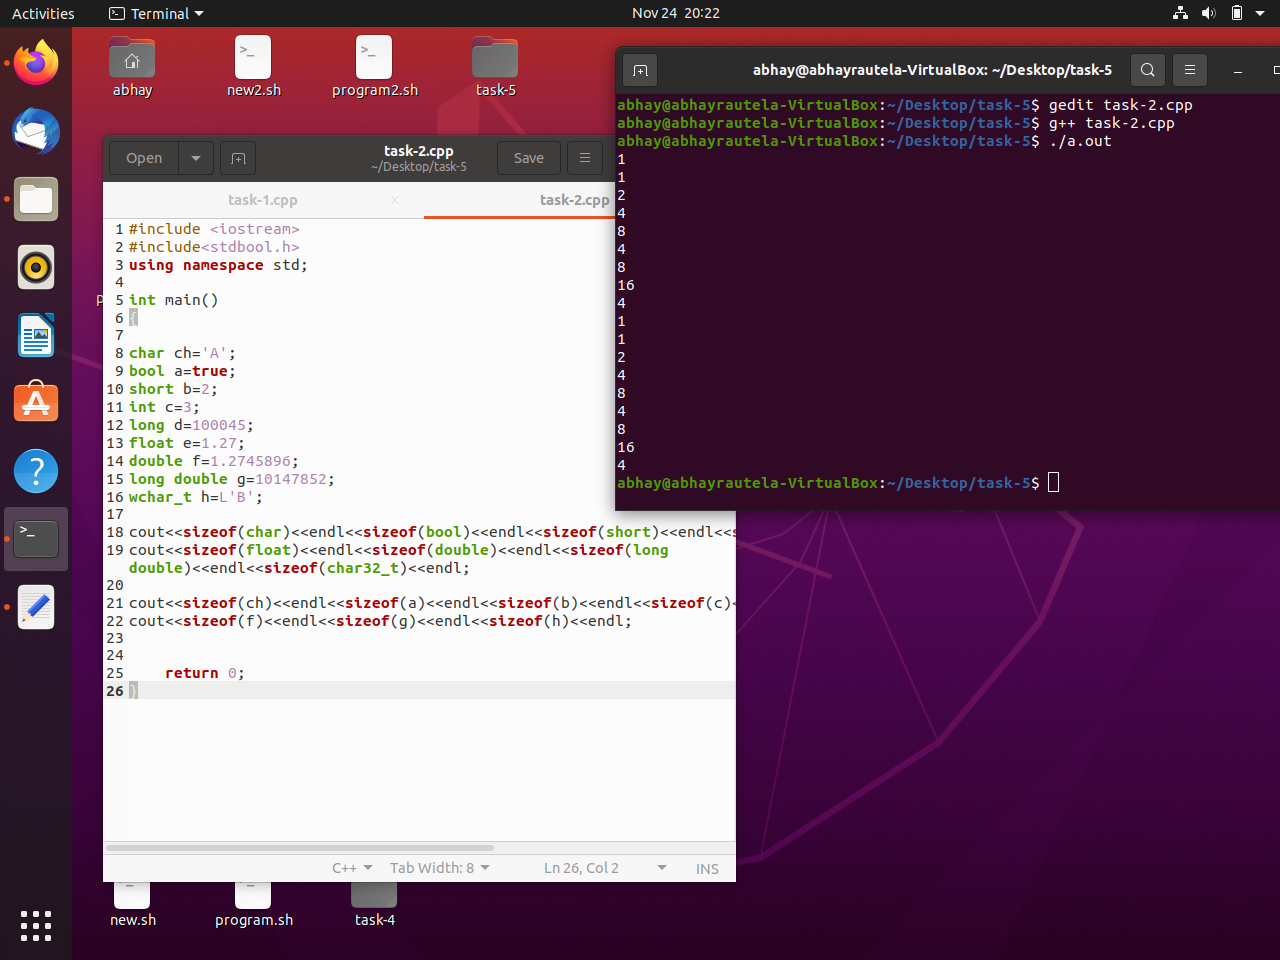 Activities Terminal Nov 24 20:22
abhay new2.sh program2.sh task-5
Open task-2.cpp Save
~/Desktop/task-5
task-1.cpp × task-2.cpp
1 #include <iostream>
2 #include<stdbool.h>
3 using namespace std;
4
5 int main()
6 {
7
8 char ch='A';
9 bool a=true;
10 short b=2;
11 int c=3;
12 long d=100045;
13 float e=1.27;
14 double f=1.2745896;
15 long double g=10147852;
16 wchar_t h=L'B';
17
18 cout<<sizeof(char)<<endl<<sizeof(bool)<<endl<<sizeof(short)<<endl<<s
19 cout<<sizeof(float)<<endl<<sizeof(double)<<endl<<sizeof(long
double)<<endl<<sizeof(char32_t)<<endl;
20
21 cout<<sizeof(ch)<<endl<<sizeof(a)<<endl<<sizeof(b)<<endl<<sizeof(c)<
22 cout<<sizeof(f)<<endl<<sizeof(g)<<endl<<sizeof(h)<<endl;
23
24
25 return 0;
26 }
C++ Tab Width: 8 Ln 26, Col 2 INS
abhay@abhayrautela-VirtualBox: ~/Desktop/task-5
abhay@abhayrautela-VirtualBox:~/Desktop/task-5$ gedit task-2.cpp
abhay@abhayrautela-VirtualBox:~/Desktop/task-5$ g++ task-2.cpp
abhay@abhayrautela-VirtualBox:~/Desktop/task-5$ ./a.out
1
1
2
4
8
4
8
16
4
1
1
2
4
8
4
8
16
4
abhay@abhayrautela-VirtualBox:~/Desktop/task-5$
new.sh program.sh task-4